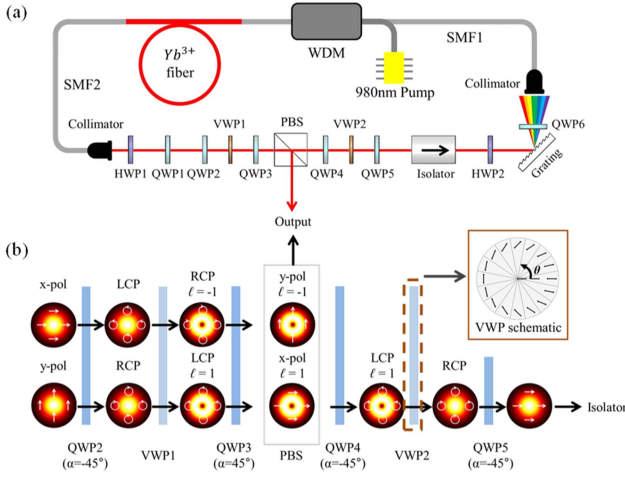 (a)
Yb³⁺
fiber
WDM
SMF1
980nm Pump
SMF2
Collimator
Collimator
QWP6
Grating
VWP1
PBS
VWP2
HWP1
QWP1
QWP2
QWP3
QWP4
QWP5
Isolator
HWP2
Output
(b)
x-pol
LCP
RCP
ℓ = -1
y-pol
ℓ = -1
θ
VWP schematic
y-pol
RCP
LCP
ℓ = 1
x-pol
ℓ = 1
LCP
ℓ = 1
RCP
Isolator
QWP2
(α=-45°)
VWP1
QWP3
(α=45°)
PBS
QWP4
(α=-45°)
VWP2
QWP5
(α=-45°)